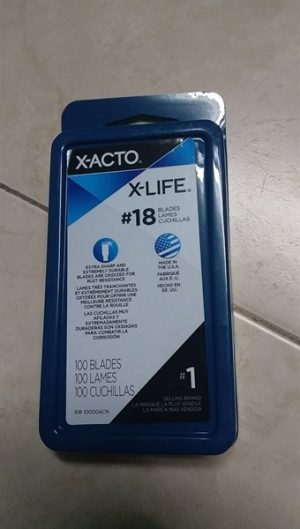 X-ACTO®
X-LIFE®
#18 BLADES
LAMES
CUCHILLAS
EXTRA SHARP AND
EXTREMELY DURABLE
BLADES ARE OXIDIZED FOR
RUST RESISTANCE
LAMES TRÈS TRANCHANTES
ET EXTRÊMEMENT DURABLES
OXYDÉES POUR OFFRIR UNE
MEILLEURE RÉSISTANCE
CONTRE LA ROUILLE
LAS CUCHILLAS MUY
AFILADAS Y
EXTREMADAMENTE
DURADERAS SON OXIDADAS
PARA COMBATIR LA
CORROSIÓN
MADE IN
THE U.S.A.
FABRIQUÉ
AUX É.-U.
HECHO EN
EE. UU.
100 BLADES
100 LAMES
100 CUCHILLAS
#1
SELLING BRAND
LA MARQUE LA PLUS VENDUE
LA MARCA MÁS VENDIDA